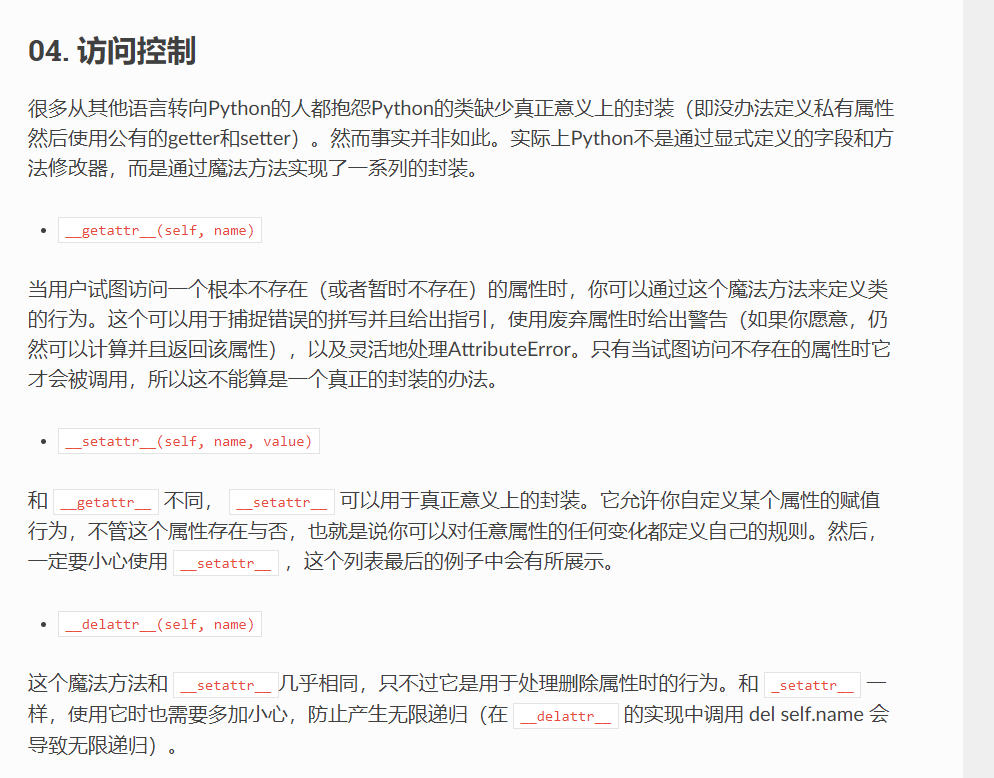 04. 访问控制
很多从其他语言转向Python的人都抱怨Python的类缺少真正意义上的封装（即没办法定义私有属性
然后使用公有的getter和setter）。然而事实并非如此。实际上Python不是通过显式定义的字段和方
法修改器，而是通过魔法方法实现了一系列的封装。
• __getattr__(self, name)
当用户试图访问一个根本不存在（或者暂时不存在）的属性时，你可以通过这个魔法方法来定义类
的行为。这个可以用于捕捉错误的拼写并且给出指引，使用废弃属性时给出警告（如果你愿意，仍
然可以计算并且返回该属性），以及灵活地处理AttributeError。只有当试图访问不存在的属性时它
才会被调用，所以这不能算是一个真正的封装的办法。
• __setattr__(self, name, value)
和 __getattr__ 不同， __setattr__ 可以用于真正意义上的封装。它允许你自定义某个属性的赋值
行为，不管这个属性存在与否，也就是说你可以对任意属性的任何变化都定义自己的规则。然后，
一定要小心使用 __setattr__ ，这个列表最后的例子中会有所展示。
• __delattr__(self, name)
这个魔法方法和 __setattr__ 几乎相同，只不过它是用于处理删除属性时的行为。和 _setattr__ 一
样，使用它时也需要多加小心，防止产生无限递归（在 __delattr__ 的实现中调用 del self.name 会
导致无限递归）。